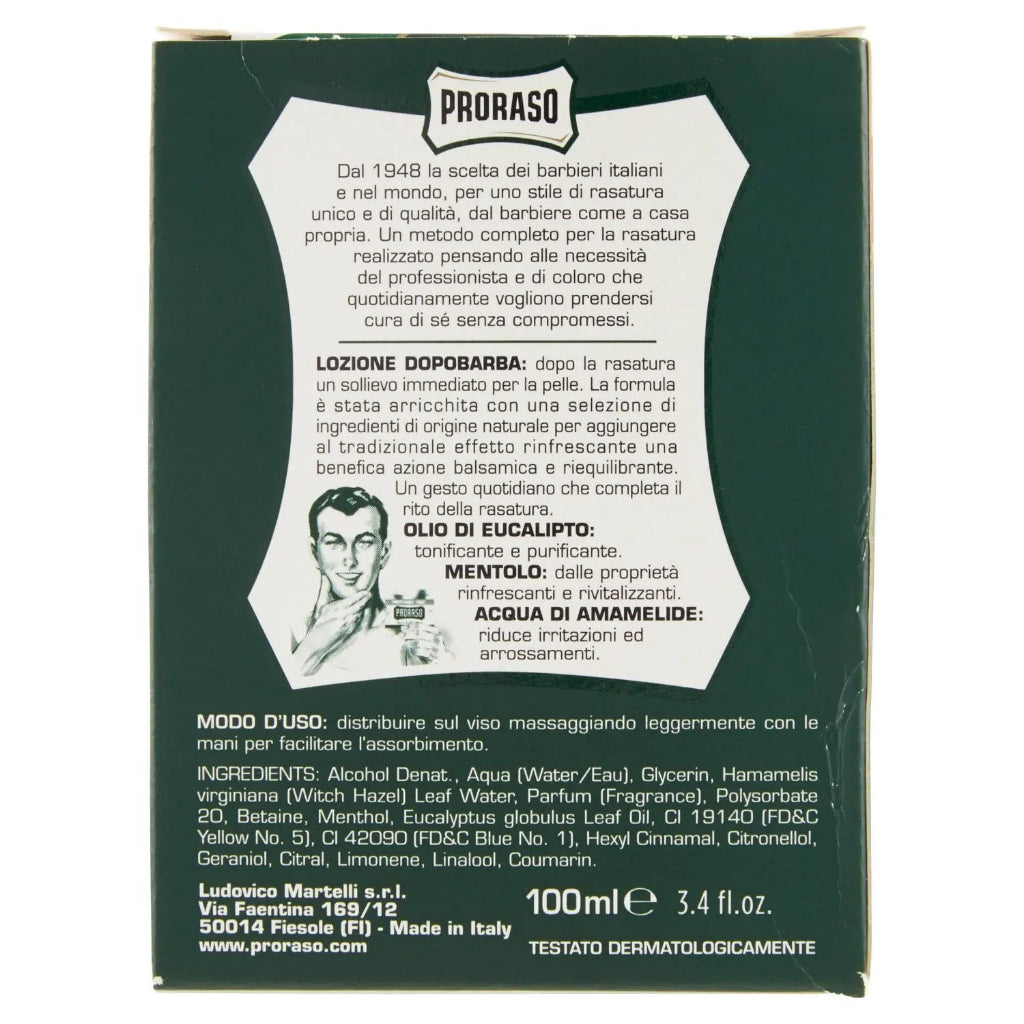 PRORASO
Dal 1948 la scelta dei barbieri italiani
e nel mondo, per uno stile di rasatura
unico e di qualità, dal barbiere come a casa
propria. Un metodo completo per la rasatura
realizzato pensando alle necessità
del professionista e di coloro che
quotidianamente vogliono prendersi
cura di sé senza compromessi.
LOZIONE DOPOBARBA: dopo la rasatura
un sollievo immediato per la pelle. La formula
è stata arricchita con una selezione di
ingredienti di origine naturale per aggiungere
al tradizionale effetto rinfrescante una
benefica azione balsamica e riequilibrante.
Un gesto quotidiano che completa il
rito della rasatura.
OLIO DI EUCALIPTO:
tonificante e purificante.
MENTOLO: dalle proprietà
rinfrescanti e rivitalizzanti.
PRORASO
ACQUA DI AMAMELIDE:
riduce irritazioni ed
arrossamenti.
MODO D'USO: distribuire sul viso massaggiando leggermente con le
mani per facilitare l'assorbimento.
INGREDIENTS: Alcohol Denat., Aqua (Water/Eau), Glycerin, Hamamelis
virginiana (Witch Hazel) Leaf Water, Parfum (Fragrance), Polysorbate
20, Betaine, Menthol, Eucalyptus globulus Leaf Oil, CI 19140 (FD&C
Yellow No. 5), CI 42090 (FD&C Blue No. 1), Hexyl Cinnamal, Citronellol,
Geraniol, Citral, Limonene, Linalool, Coumarin.
Ludovico Martelli s.r.l.
Via Faentina 169/12
50014 Fiesole (FI) - Made in Italy
www.proraso.com
100ml℮ 3.4 fl.oz.
TESTATO DERMATOLOGICAMENTE